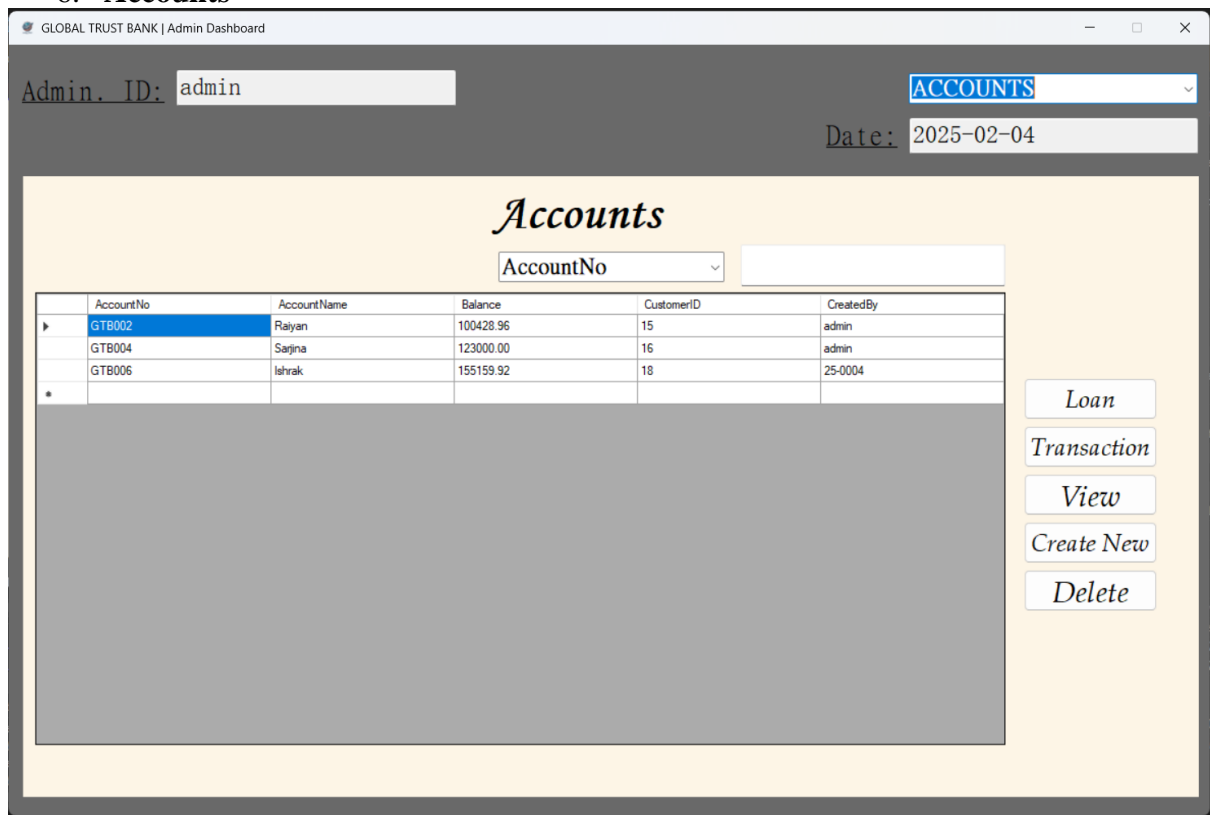 Accounts
GLOBAL TRUST BANK | Admin Dashboard
Admin. ID: admin
ACCOUNTS
Date: 2025-02-04
Accounts
AccountNo
AccountNo AccountName Balance CustomerID CreatedBy
GTB002 Raiyan 100428.96 15 admin
GTB004 Sarjina 123000.00 16 admin
GTB006 Ishrak 155159.92 18 25-0004
Loan
Transaction
View
Create New
Delete